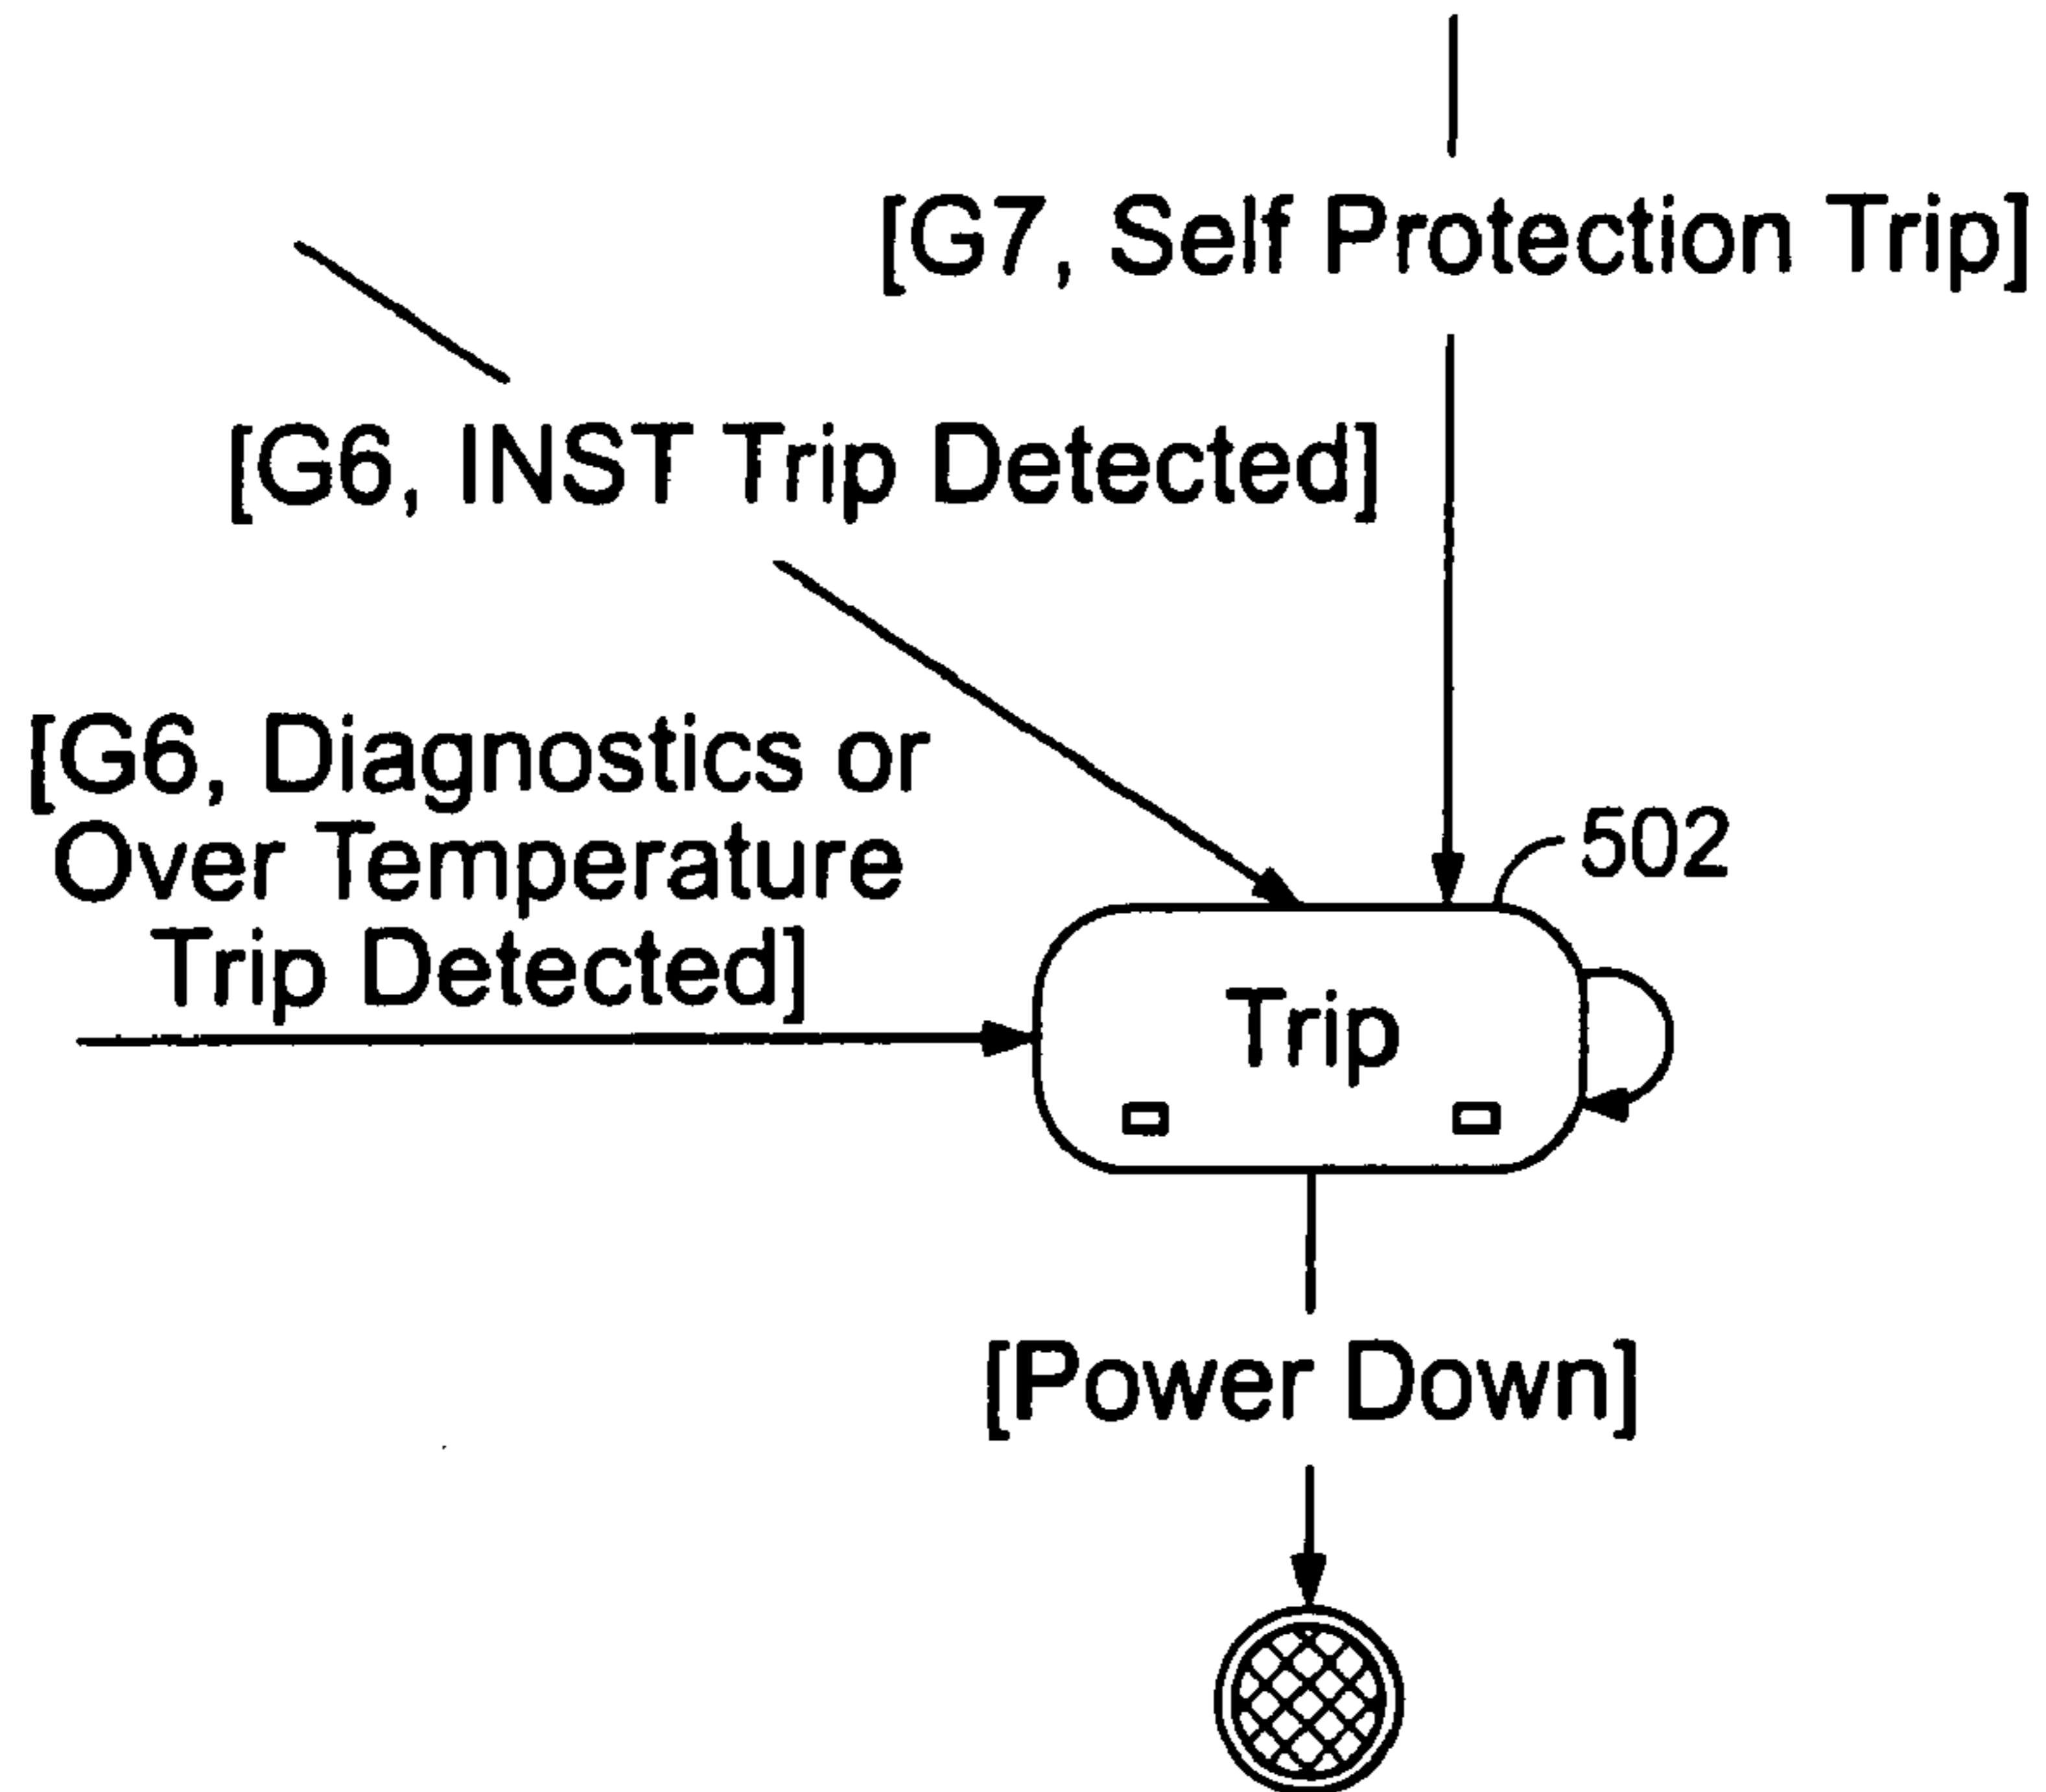 [G7, Self Protection Trip]
[G6, INST Trip Detected]
[G6, Diagnostics or
Over Temperature
Trip Detected]
502
Trip
[Power Down]